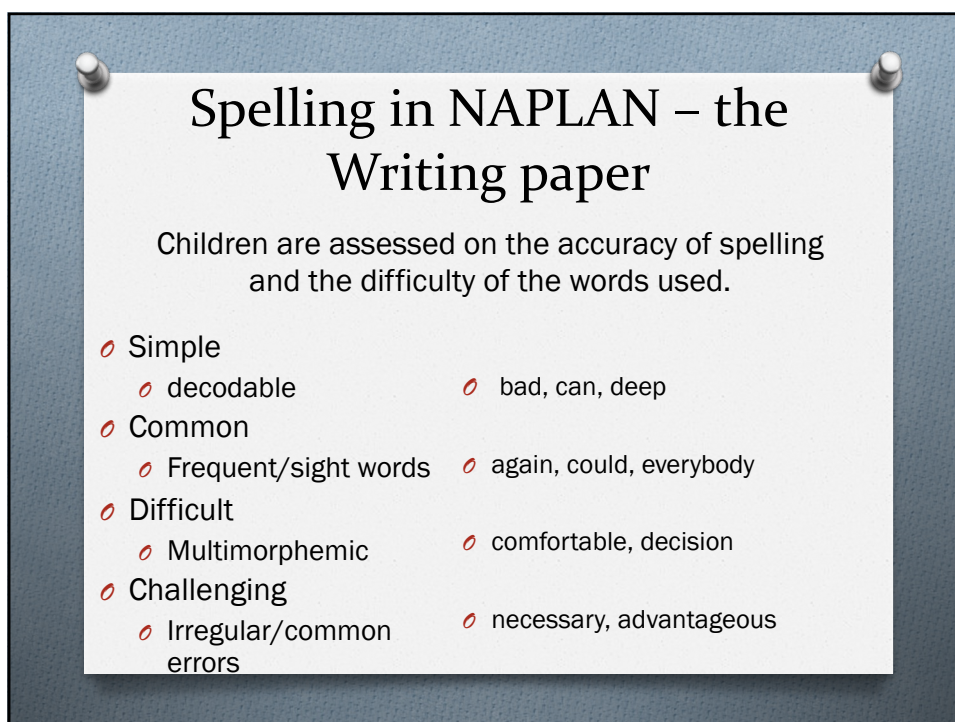 Spelling in NAPLAN – the
Writing paper
Children are assessed on the accuracy of spelling
and the difficulty of the words used.
Simple
decodable
bad, can, deep
Common
Frequent/sight words
again, could, everybody
Difficult
Multimorphemic
comfortable, decision
Challenging
Irregular/common
errors
necessary, advantageous